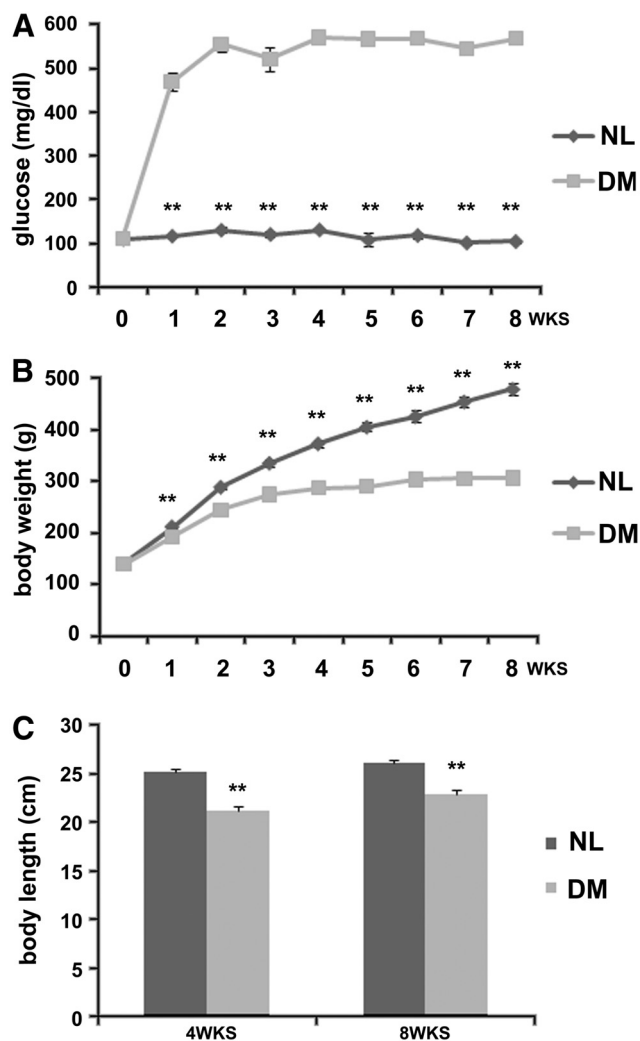 A
glucose (mg/dl)
600
500
400
300
200
100
0
** ** ** ** ** ** ** **
0 1 2 3 4 5 6 7 8 WKS
NL
DM
B
body weight (g)
500
400
300
200
100
0
** ** ** ** ** ** ** **
0 1 2 3 4 5 6 7 8 WKS
NL
DM
C
body length (cm)
30
25
20
15
10
5
0
** **
4WKS 8WKS
NL
DM